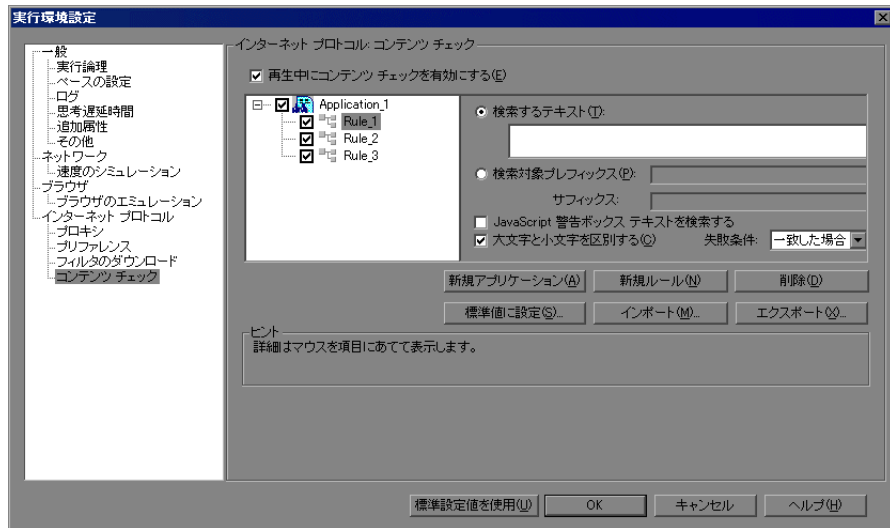 実行環境設定
一般
実行論理
ペースの設定
ログ
思考遅延時間
追加属性
その他
ネットワーク
速度のシミュレーション
ブラウザ
ブラウザのエミュレーション
インターネット プロトコル
プロキシ
プリファレンス
フィルタのダウンロード
コンテンツ チェック
インターネット プロトコル: コンテンツ チェック
再生中にコンテンツ チェックを有効にする(E)
Application_1
Rule_1
Rule_2
Rule_3
検索するテキスト(T):
検索対象プレフィックス(P):
サフィックス:
JavaScript 警告ボックス テキストを検索する
大文字と小文字を区別する(C) 失敗条件: 一致した場合
新規アプリケーション(A) 新規ルール(N) 削除(D)
標準値に設定(S)... インポート(M)... エクスポート(X)...
ヒント
詳細はマウスを項目にあてて表示します。
標準設定値を使用(U) OK キャンセル ヘルプ(H)